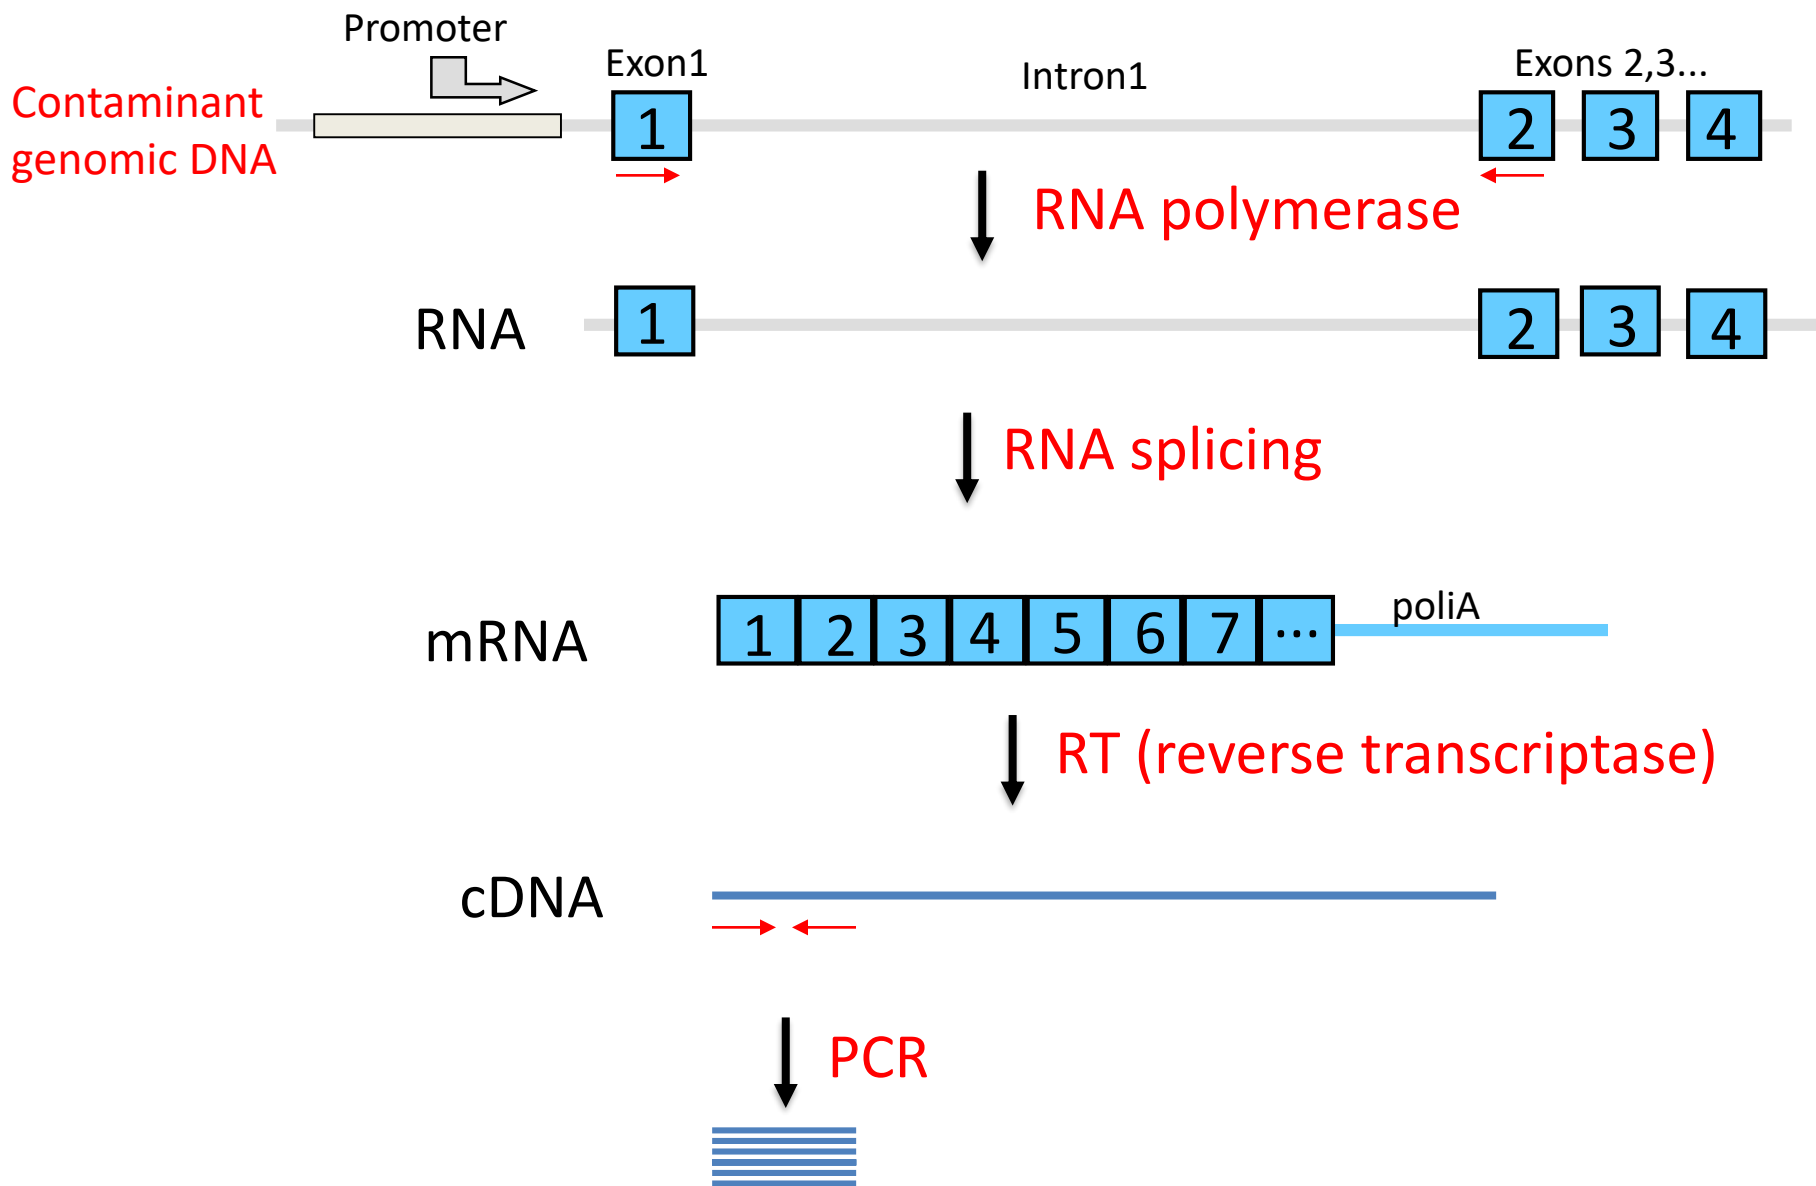 Promoter
Exon1
Intron1
Exons 2,3...
Contaminant
genomic DNA
1
2
3
4
RNA polymerase
RNA
1
2
3
4
RNA splicing
mRNA
1 2 3 4 5 6 7 ...
poliA
RT (reverse transcriptase)
cDNA
PCR